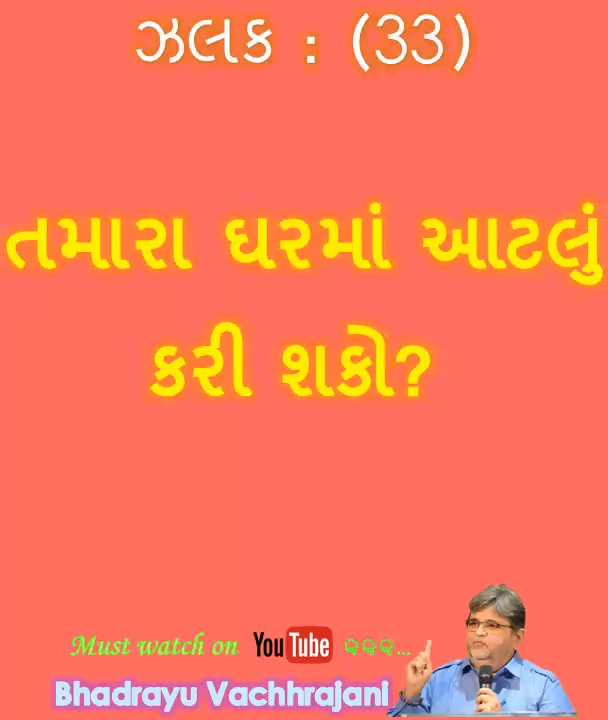 ઝલક : (33)
તમારા ઘરમાં આટલું
કરી શકો?
Must watch on YouTube
Bhadrayu Vachhrajani